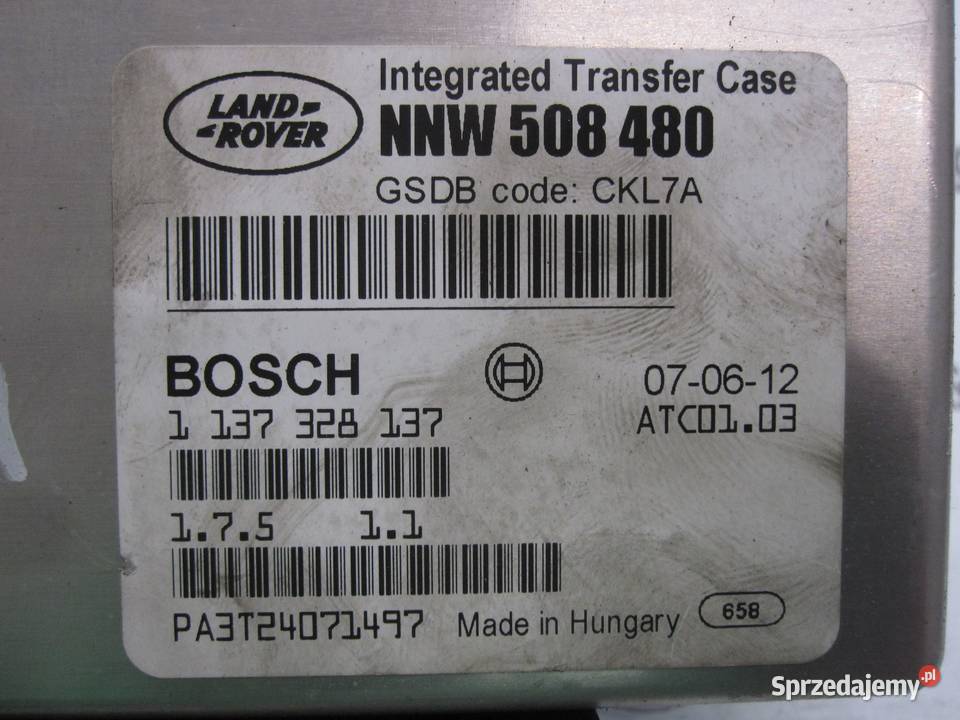 LAND ROVER
Integrated Transfer Case
NNW 508 480
GSDB code: CKL7A
BOSCH
07-06-12
1 137 328 137
ATC01.03
1.7.5 1.1
PA3T24071497
Made in Hungary
658
Sprzedajemy.pl